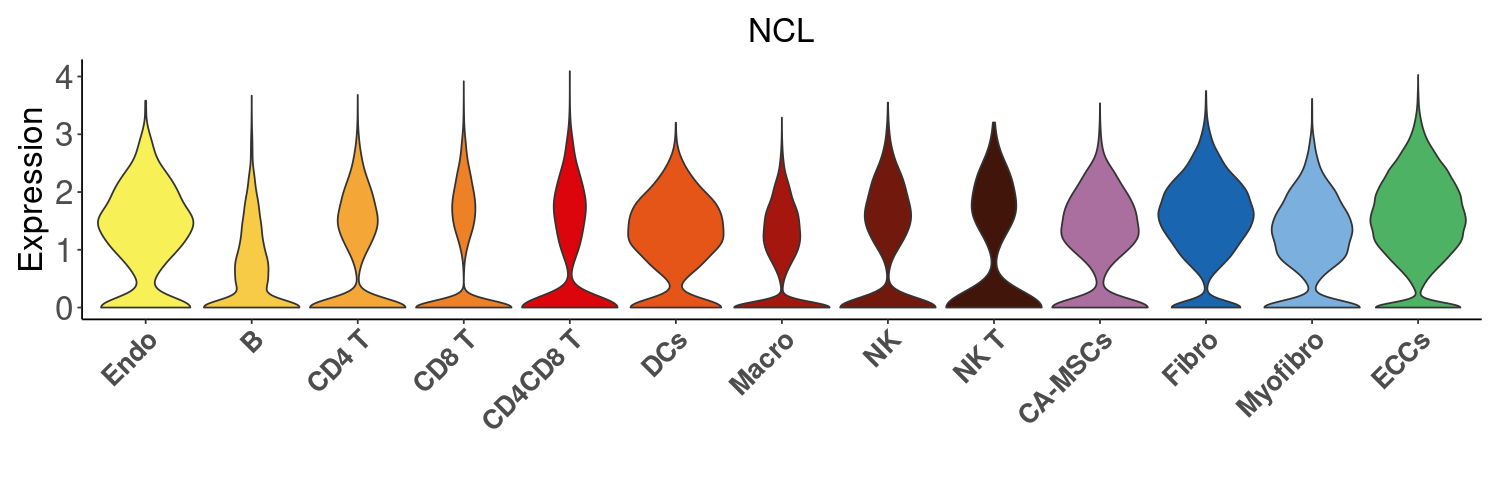 NCL
Expression
4
3
2
1
0
Endo
B
CD4 T
CD8 T
CD4CD8 T
DCs
Macro
NK
NK T
CA-MSCs
Fibro
Myofibro
ECCs